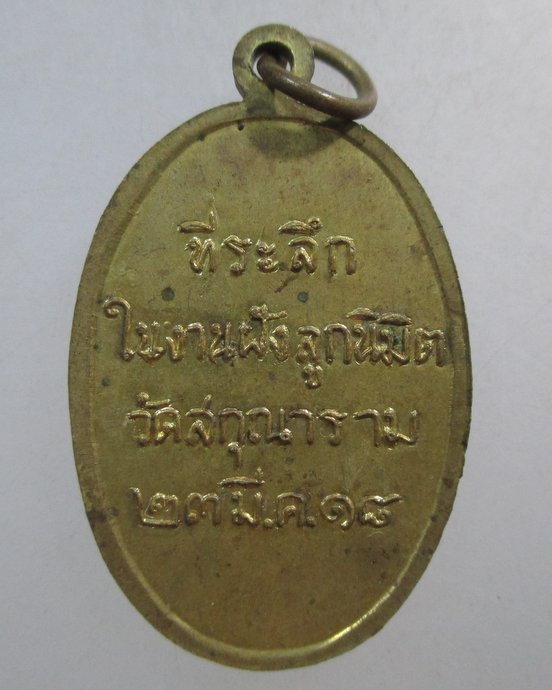 ที่ระลึก
ในงานฝังลูกนิมิต
วัดสกุณาราม
๒๓ มี.ค.๑๘